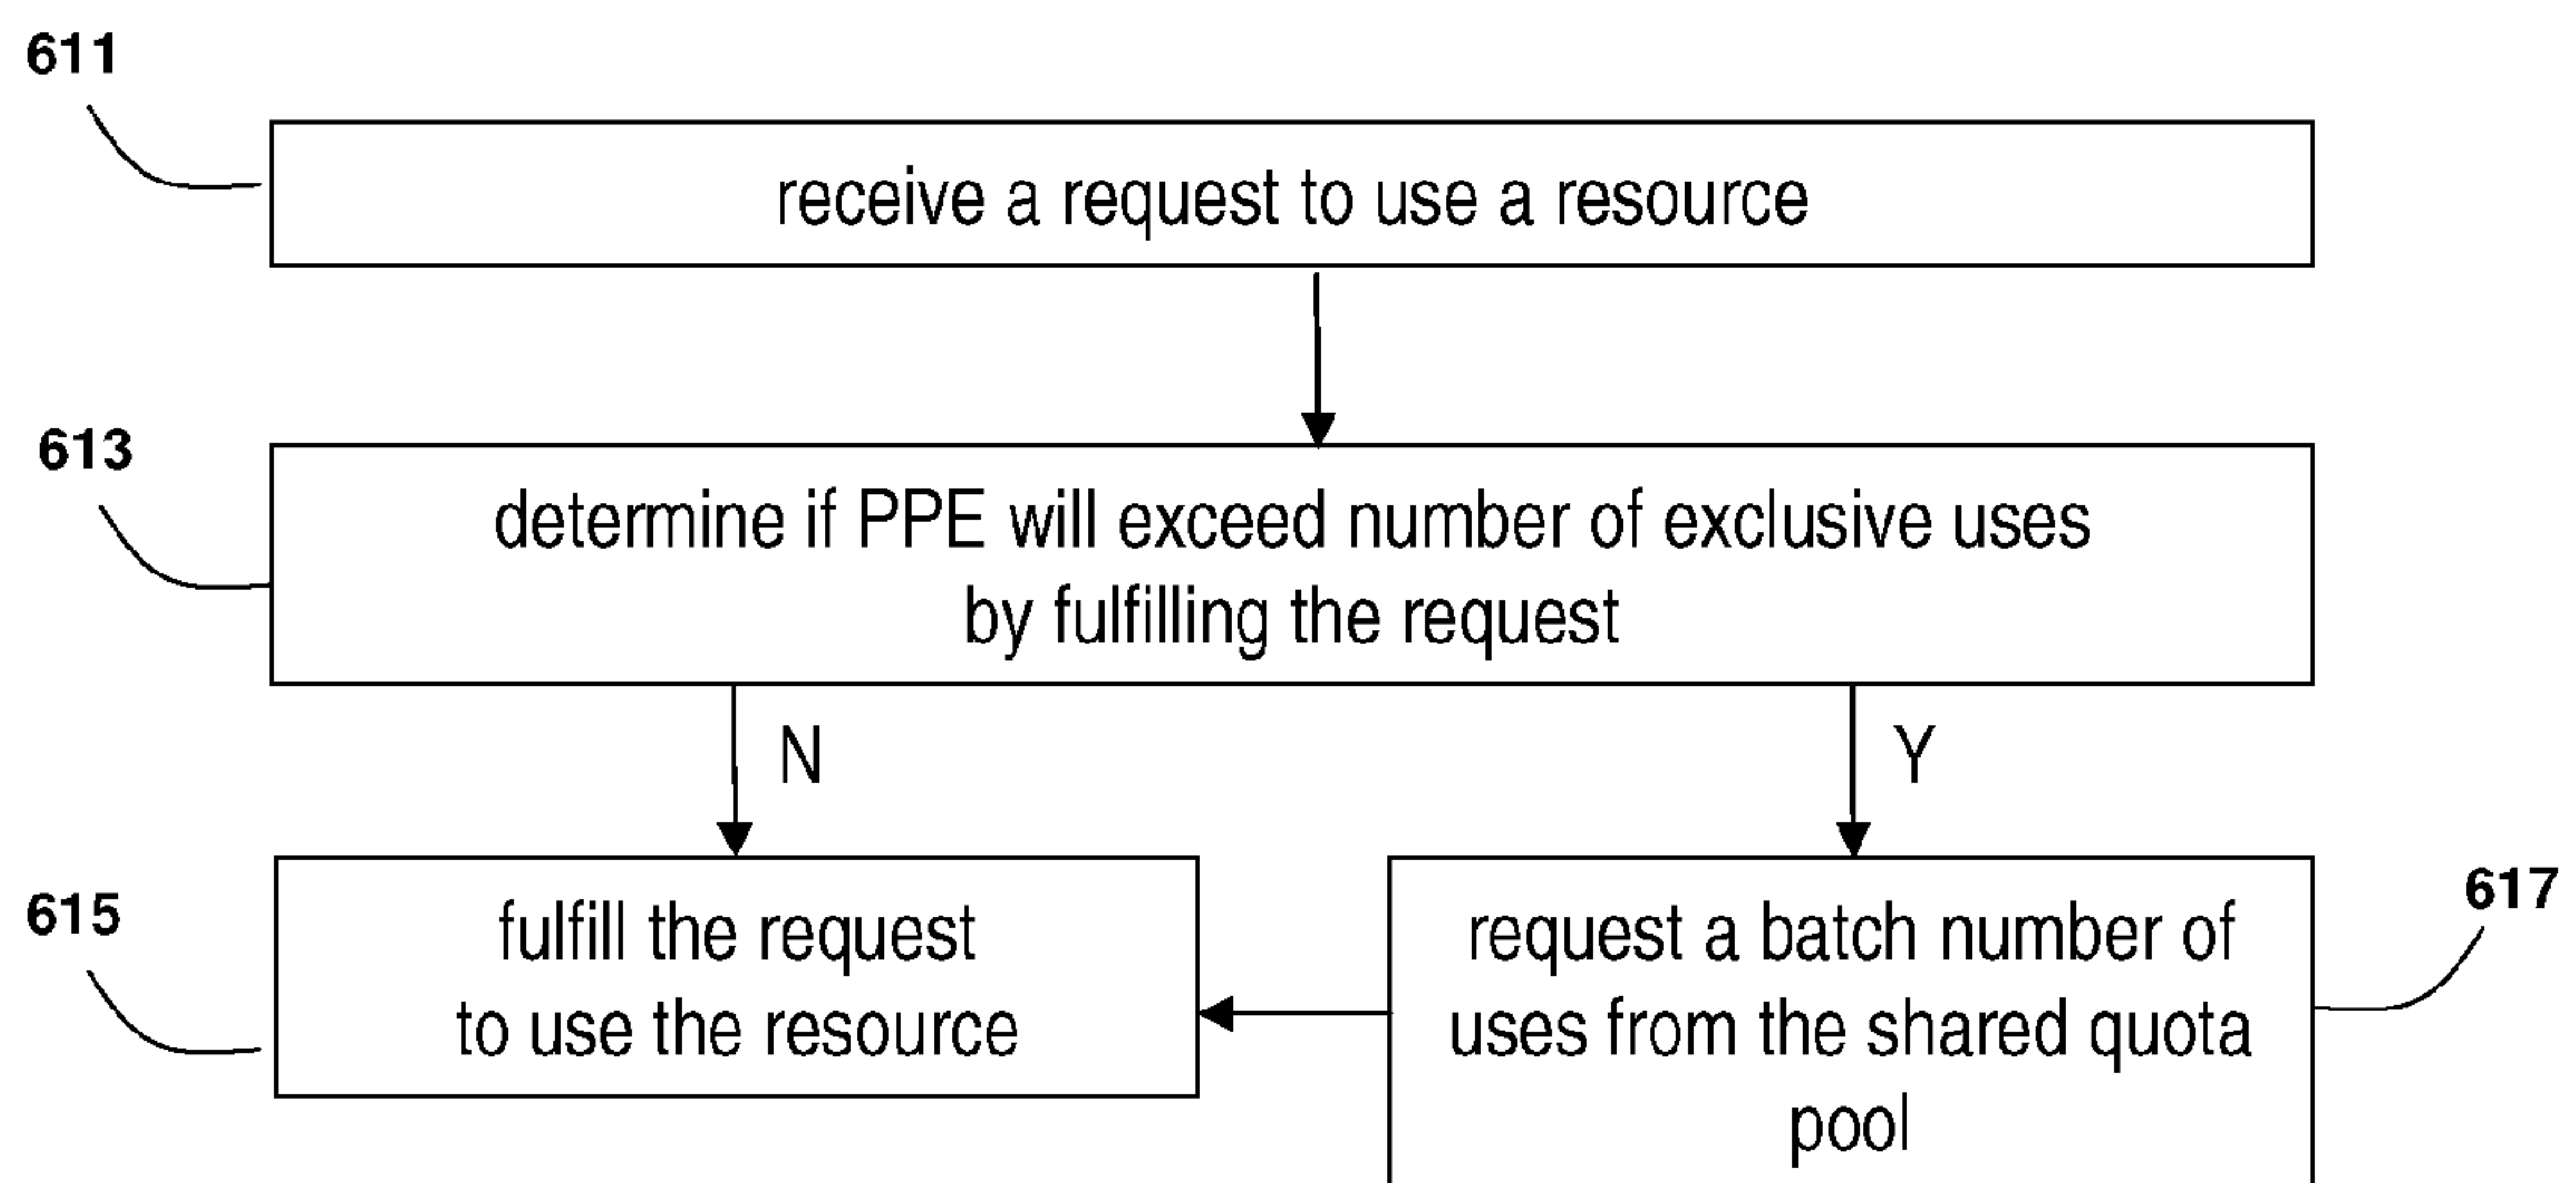 611
receive a request to use a resource
613
determine if PPE will exceed number of exclusive uses
by fulfilling the request
N
Y
615
fulfill the request
to use the resource
request a batch number of
uses from the shared quota
pool
617